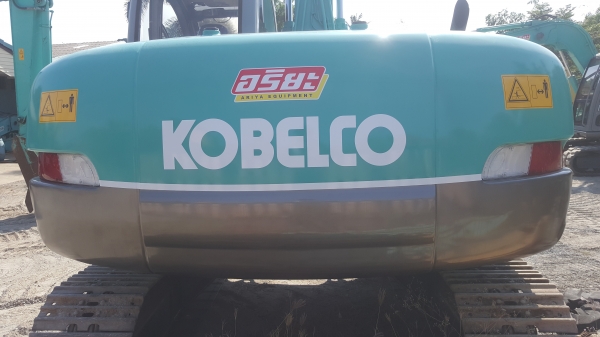 อริยะ
ARIYA EQUIPMENT
KOBELCO